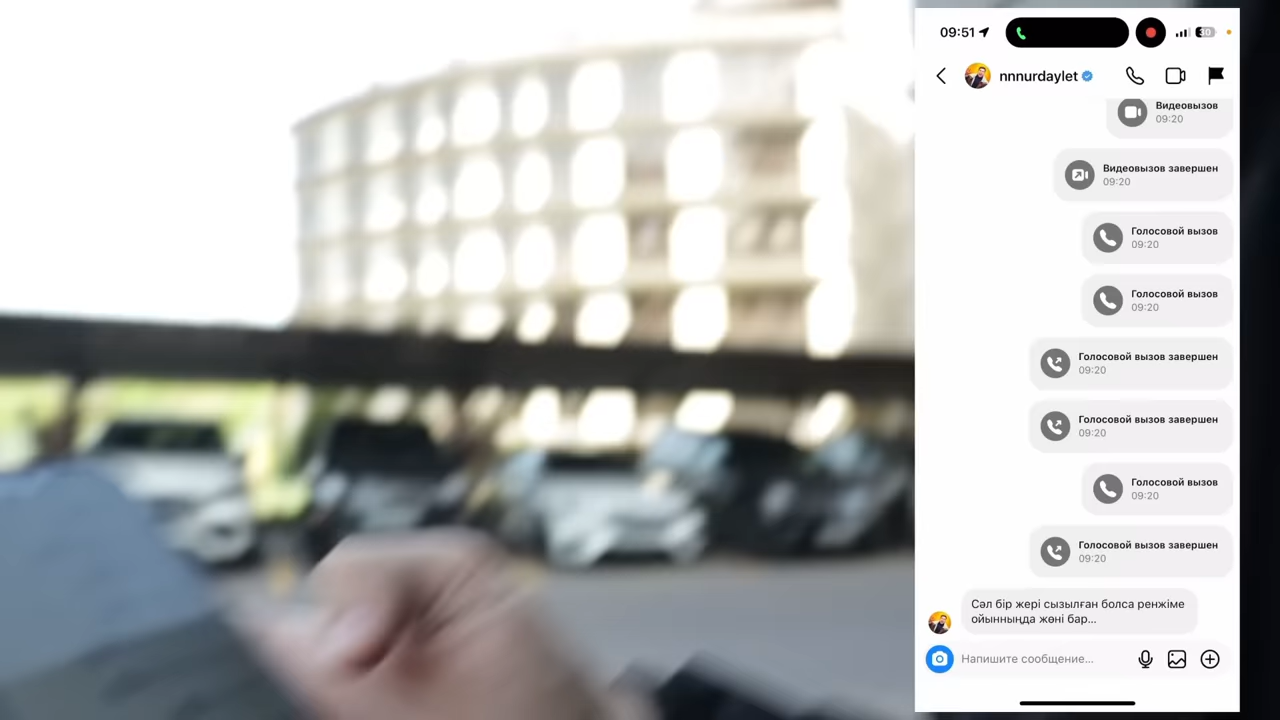 09:51
30
nnnurdaylet
Видеовызов
09:20
Видеовызов завершен
09:20
Голосовой вызов
09:20
Голосовой вызов
09:20
Голосовой вызов завершен
09:20
Голосовой вызов завершен
09:20
Голосовой вызов
09:20
Голосовой вызов завершен
09:20
Сәл бір жері сызылған болса ренжіме
ойынныңда жөні бар...
Напишите сообщение...